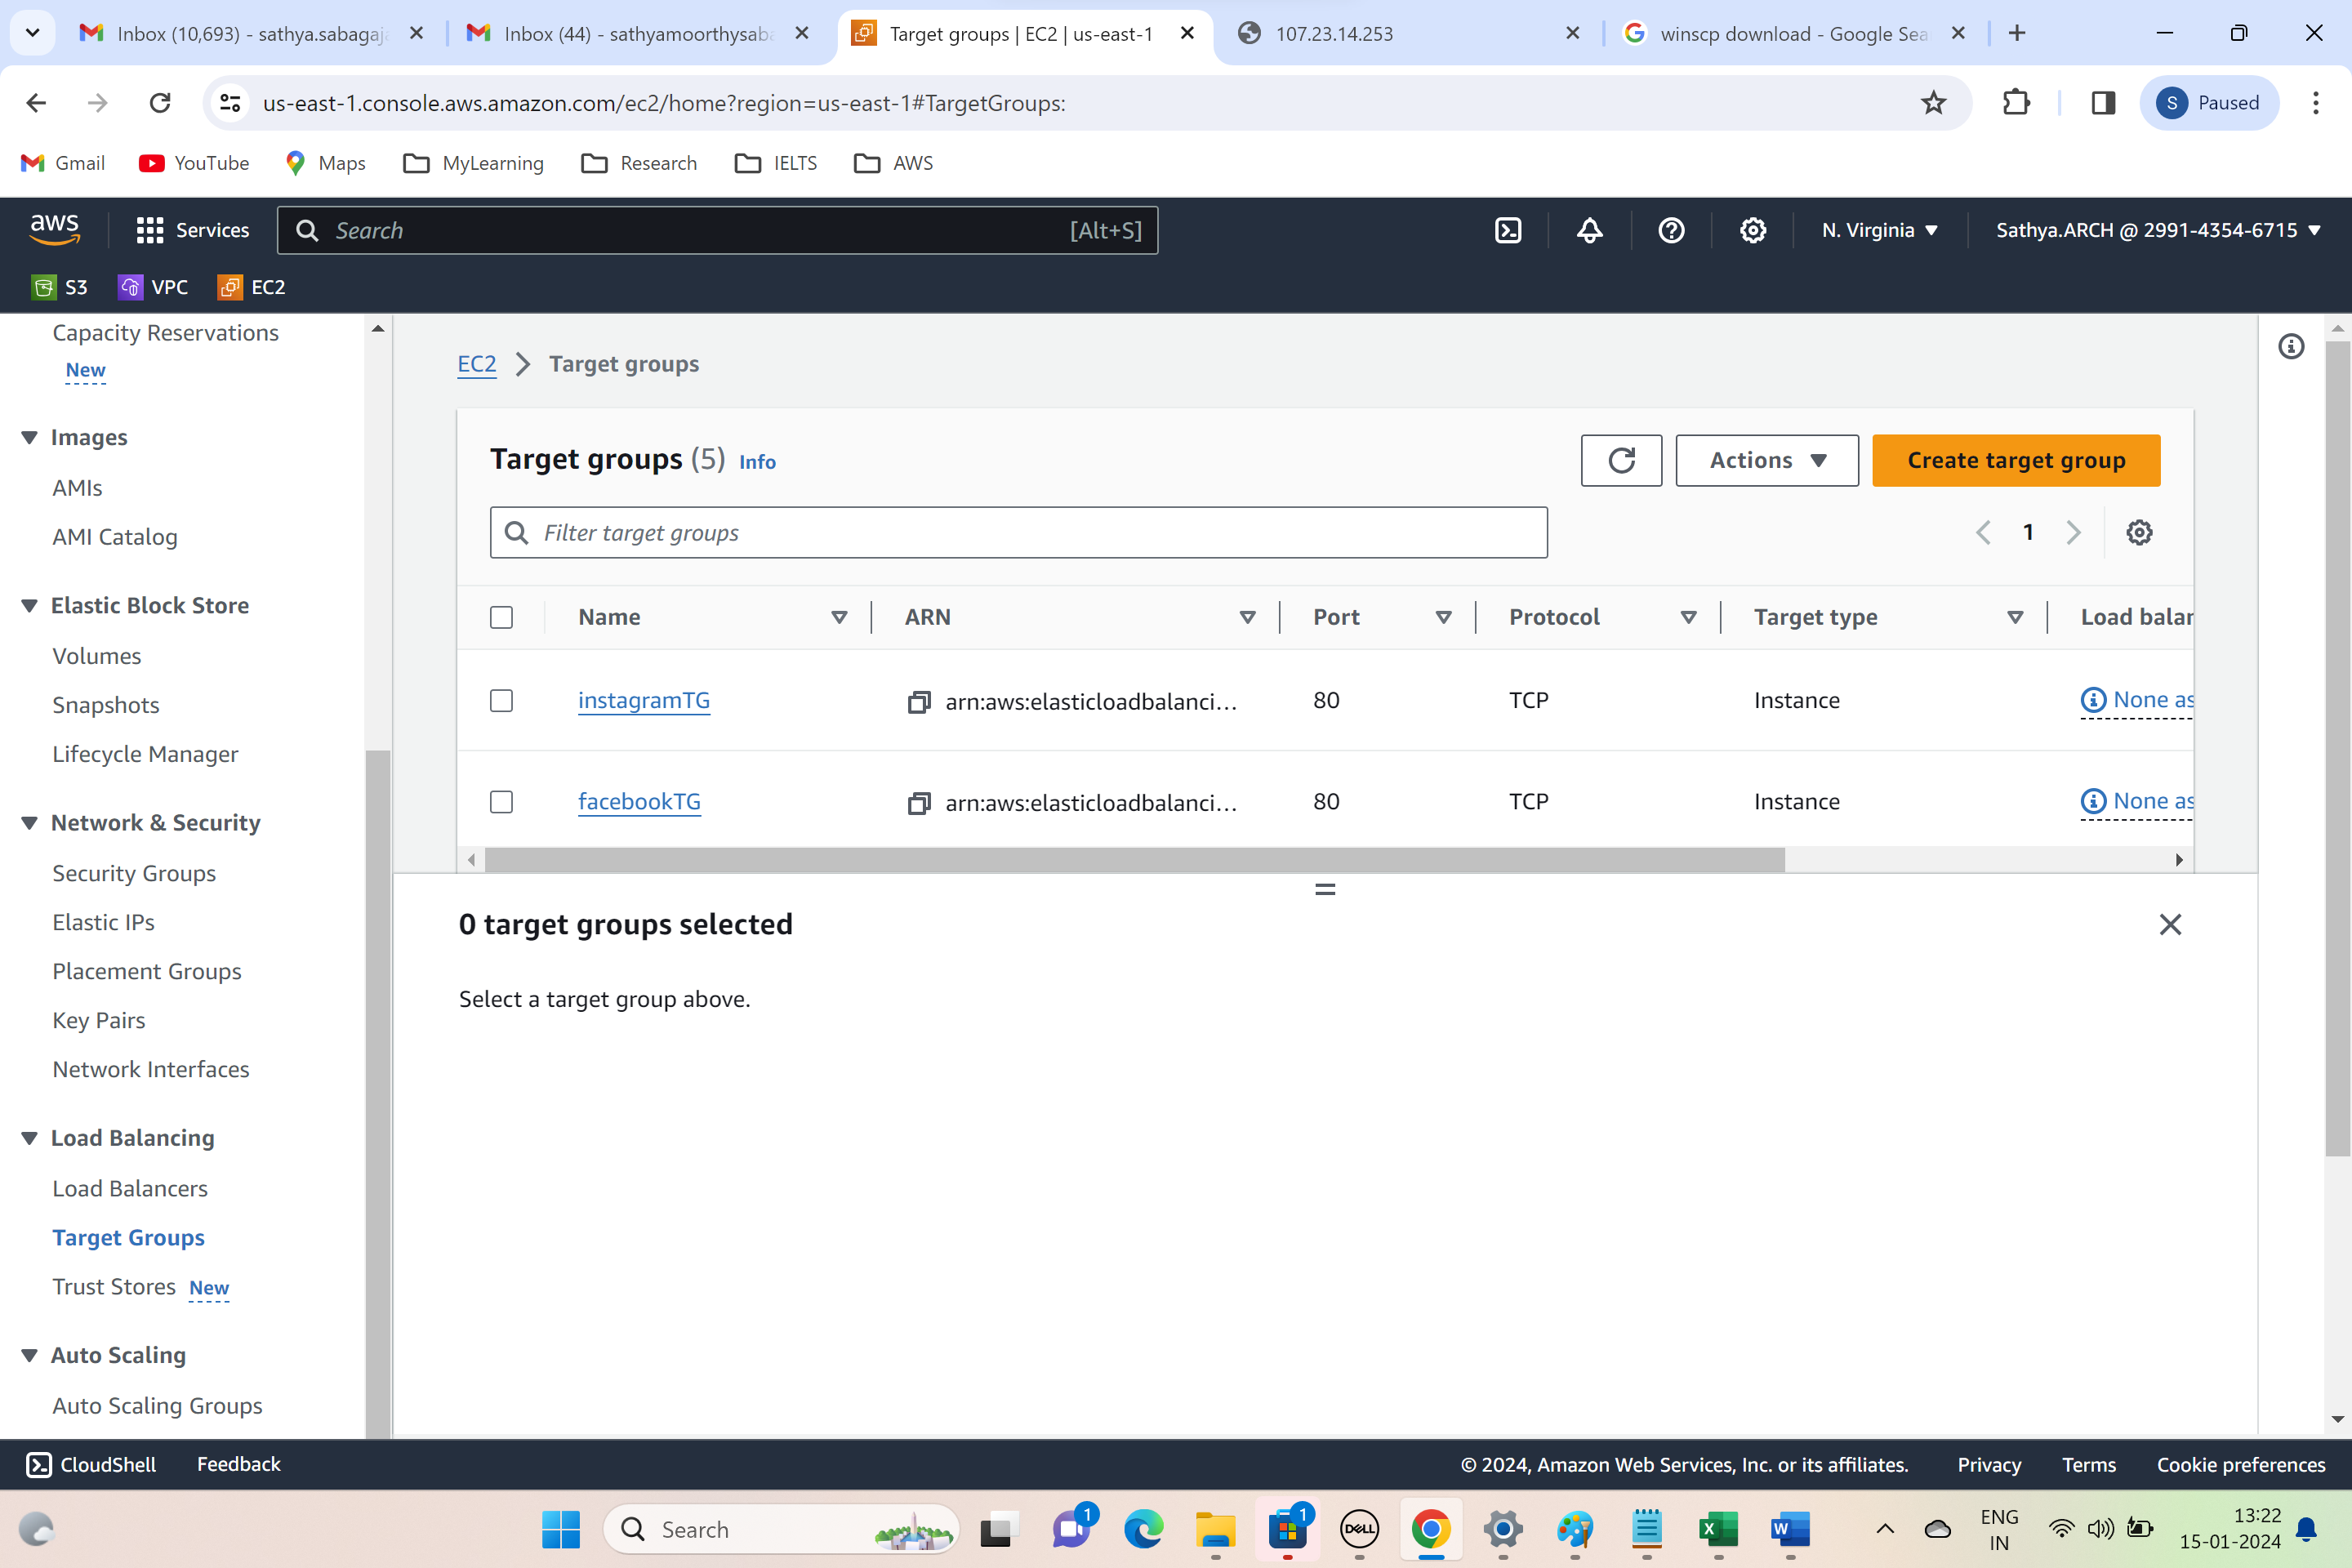 Inbox (10,693) - sathya.sabagaj
Inbox (44) - sathyamoorthysaba
Target groups | EC2 | us-east-1
107.23.14.253
winscp download - Google Sea
us-east-1.console.aws.amazon.com/ec2/home?region=us-east-1#TargetGroups:
S Paused
Gmail YouTube Maps MyLearning Research IELTS AWS
aws Services Search [Alt+S] N. Virginia Sathya.ARCH @ 2991-4354-6715
S3 VPC EC2
Capacity Reservations
New
Images
AMIs
AMI Catalog
Elastic Block Store
Volumes
Snapshots
Lifecycle Manager
Network & Security
Security Groups
Elastic IPs
Placement Groups
Key Pairs
Network Interfaces
Load Balancing
Load Balancers
Target Groups
Trust Stores New
Auto Scaling
Auto Scaling Groups
EC2 Target groups
Target groups (5) Info
Actions Create target group
Filter target groups
1
Name ARN Port Protocol Target type Load balan
instagramTG arn:aws:elasticloadbalanci... 80 TCP Instance None as
facebookTG arn:aws:elasticloadbalanci... 80 TCP Instance None as
0 target groups selected
Select a target group above.
CloudShell Feedback © 2024, Amazon Web Services, Inc. or its affiliates. Privacy Terms Cookie preferences
Search
1
1
DELL
X
W
ENG
IN
13:22
15-01-2024